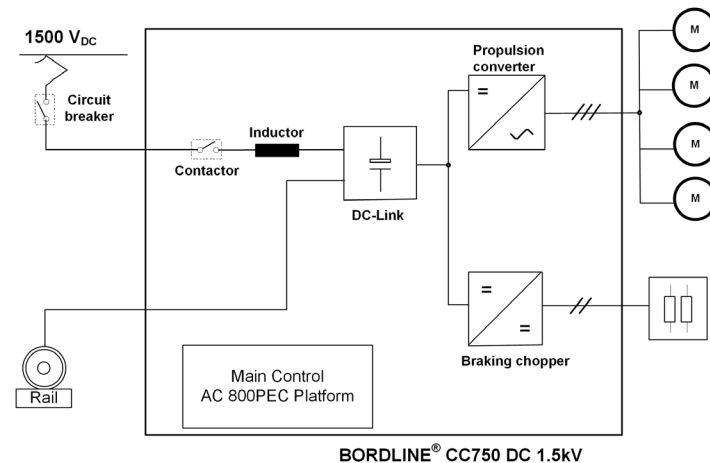 1500 VDC
Circuit
breaker
Contactor
Inductor
DC-Link
Propulsion
converter
M
M
M
M
Braking chopper
Rail
Main Control
AC 800PEC Platform
BORDLINE® CC750 DC 1.5kV